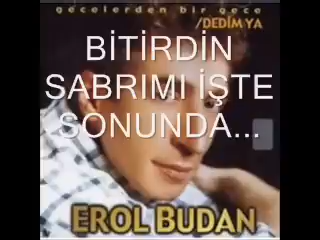 gecelerden bir gece
/DEDİM YA
BİTİRDİN
SABRIMI İŞTE
SONUNDA...
EROL BUDAN